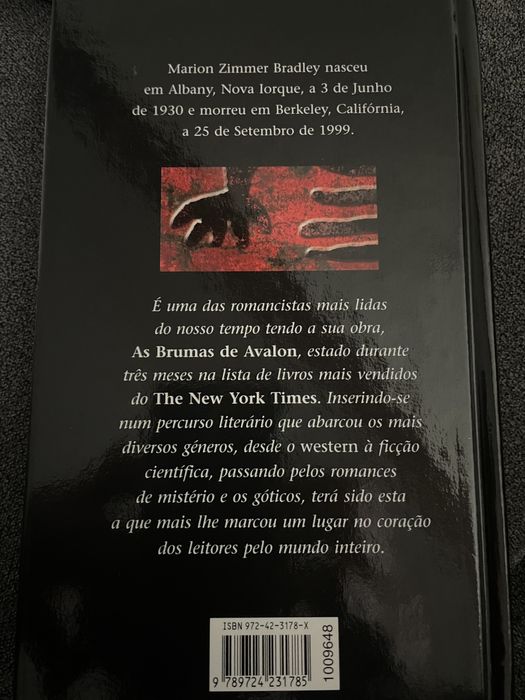 Marion Zimmer Bradley nasceu
em Albany, Nova Iorque, a 3 de Junho
de 1930 e morreu em Berkeley, Califórnia,
a 25 de Setembro de 1999.
É uma das romancistas mais lidas
do nosso tempo tendo a sua obra,
As Brumas de Avalon, estado durante
três meses na lista de livros mais vendidos
do The New York Times. Inserindo-se
num percurso literário que abarcou os mais
diversos géneros, desde o western à ficção
científica, passando pelos romances
de mistério e os góticos, terá sido esta
a que mais lhe marcou um lugar no coração
dos leitores pelo mundo inteiro.
ISBN 972-42-3178-X
9 789724 231785
1009648